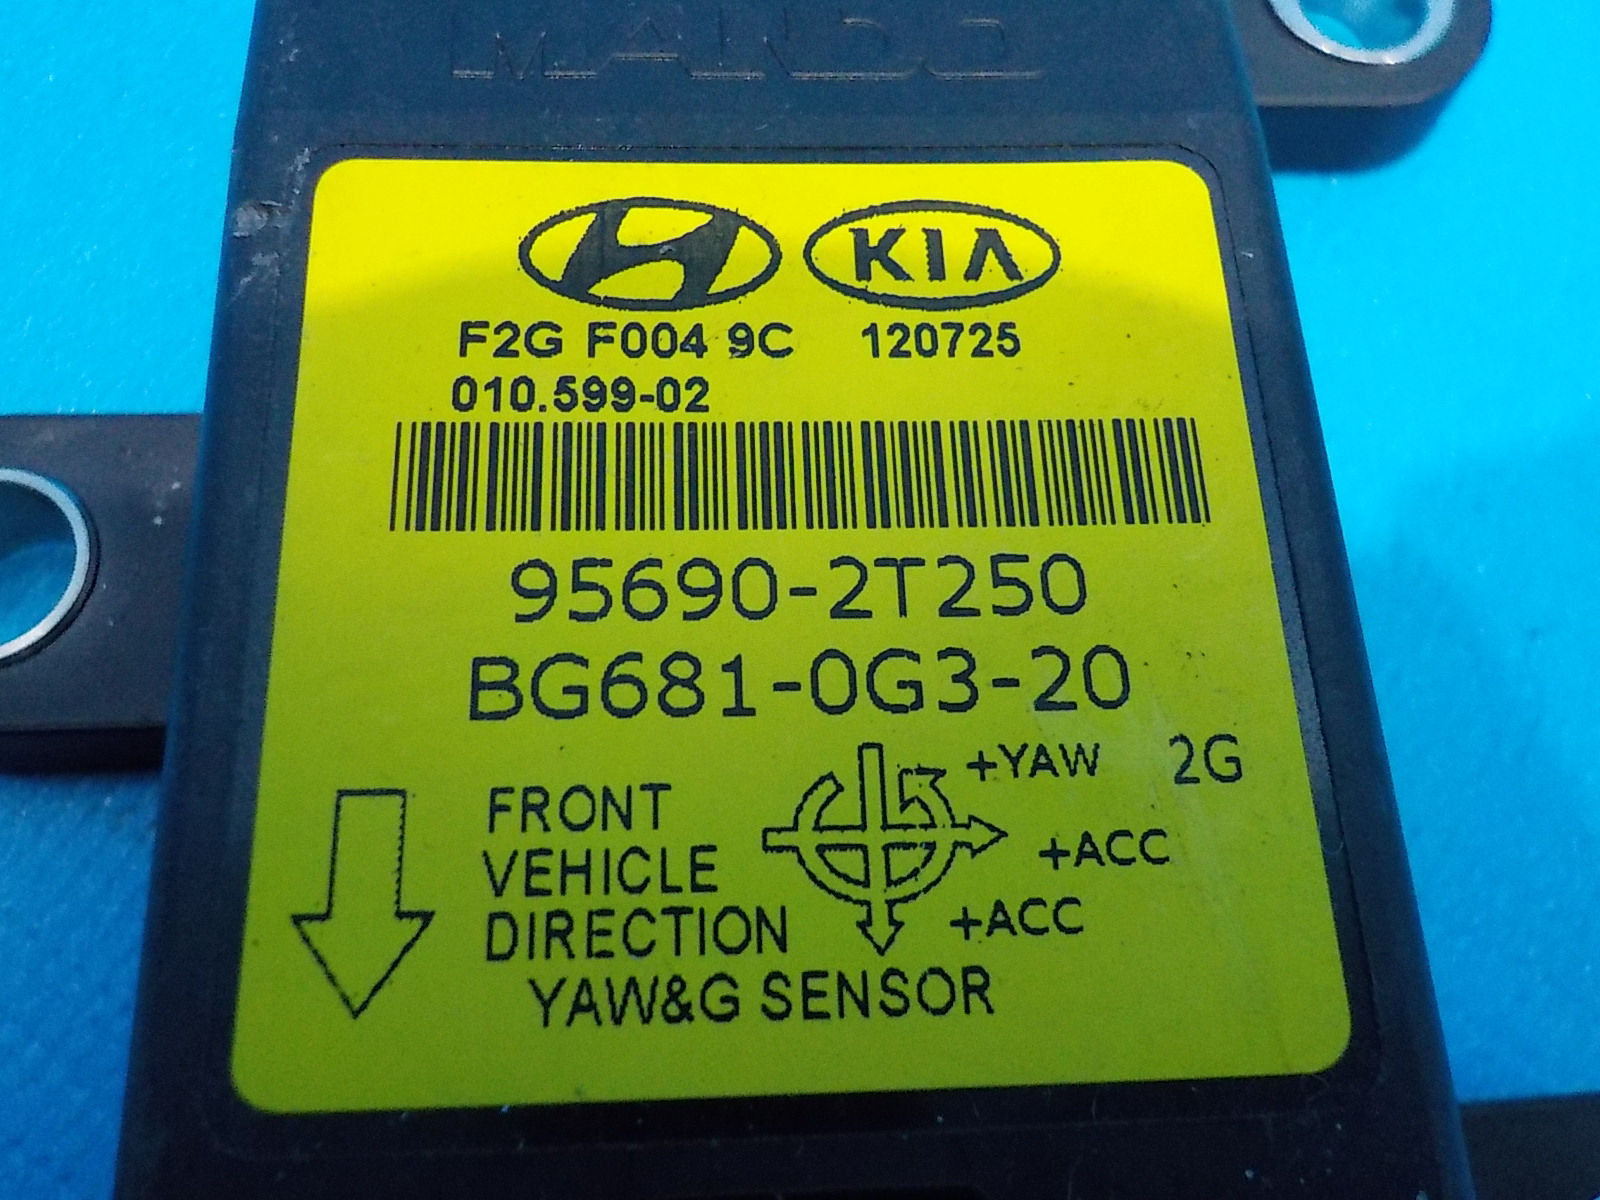 MANDO
KIA
F2G F004 9C 120725
010.599-02
95690-2T250
BG681-0G3-20
+YAW 2G
FRONT
VEHICLE +ACC
DIRECTION +ACC
YAW&G SENSOR